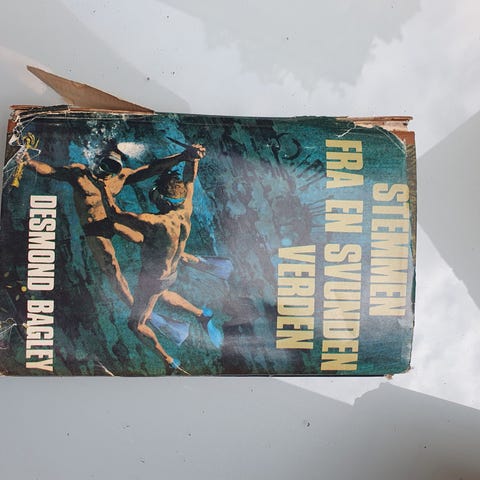 STEMMEN
FRA EN SVUNDEN
VERDEN
DESMOND BAGLEY